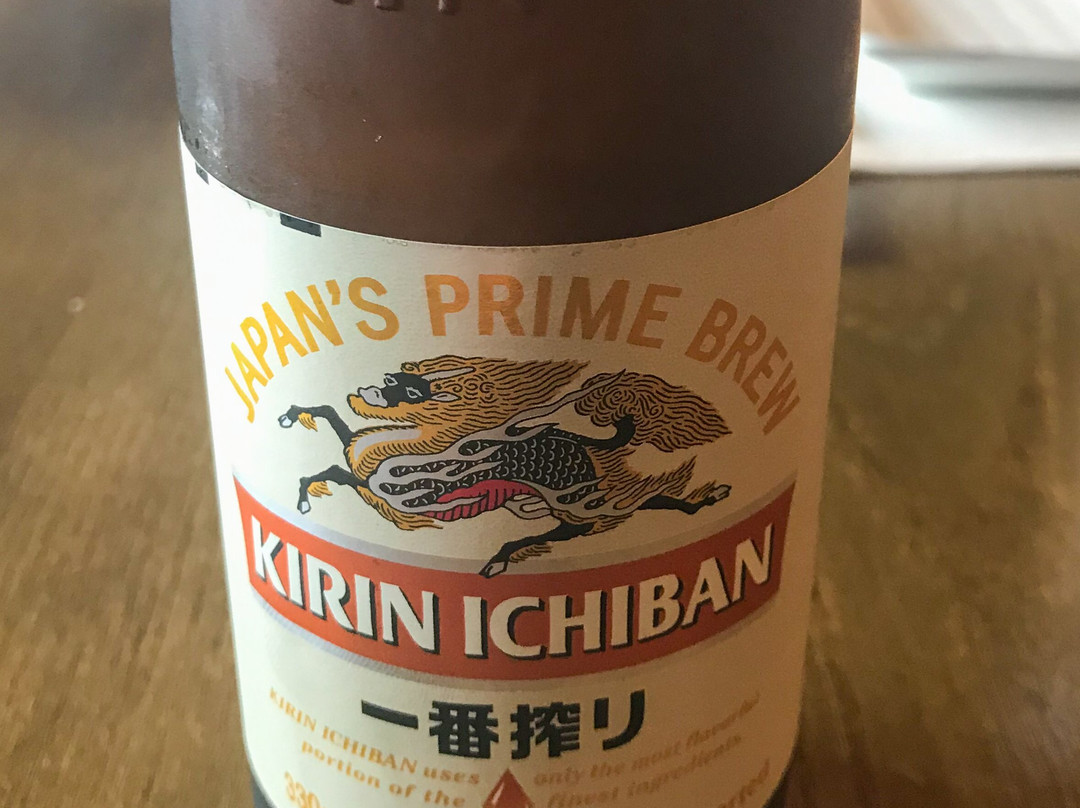 JAPAN'S PRIME BREW
KIRIN ICHIBAN
一番搾り
KIRIN ICHIBAN uses only the most flavorful
portion of the finest ingredients
330